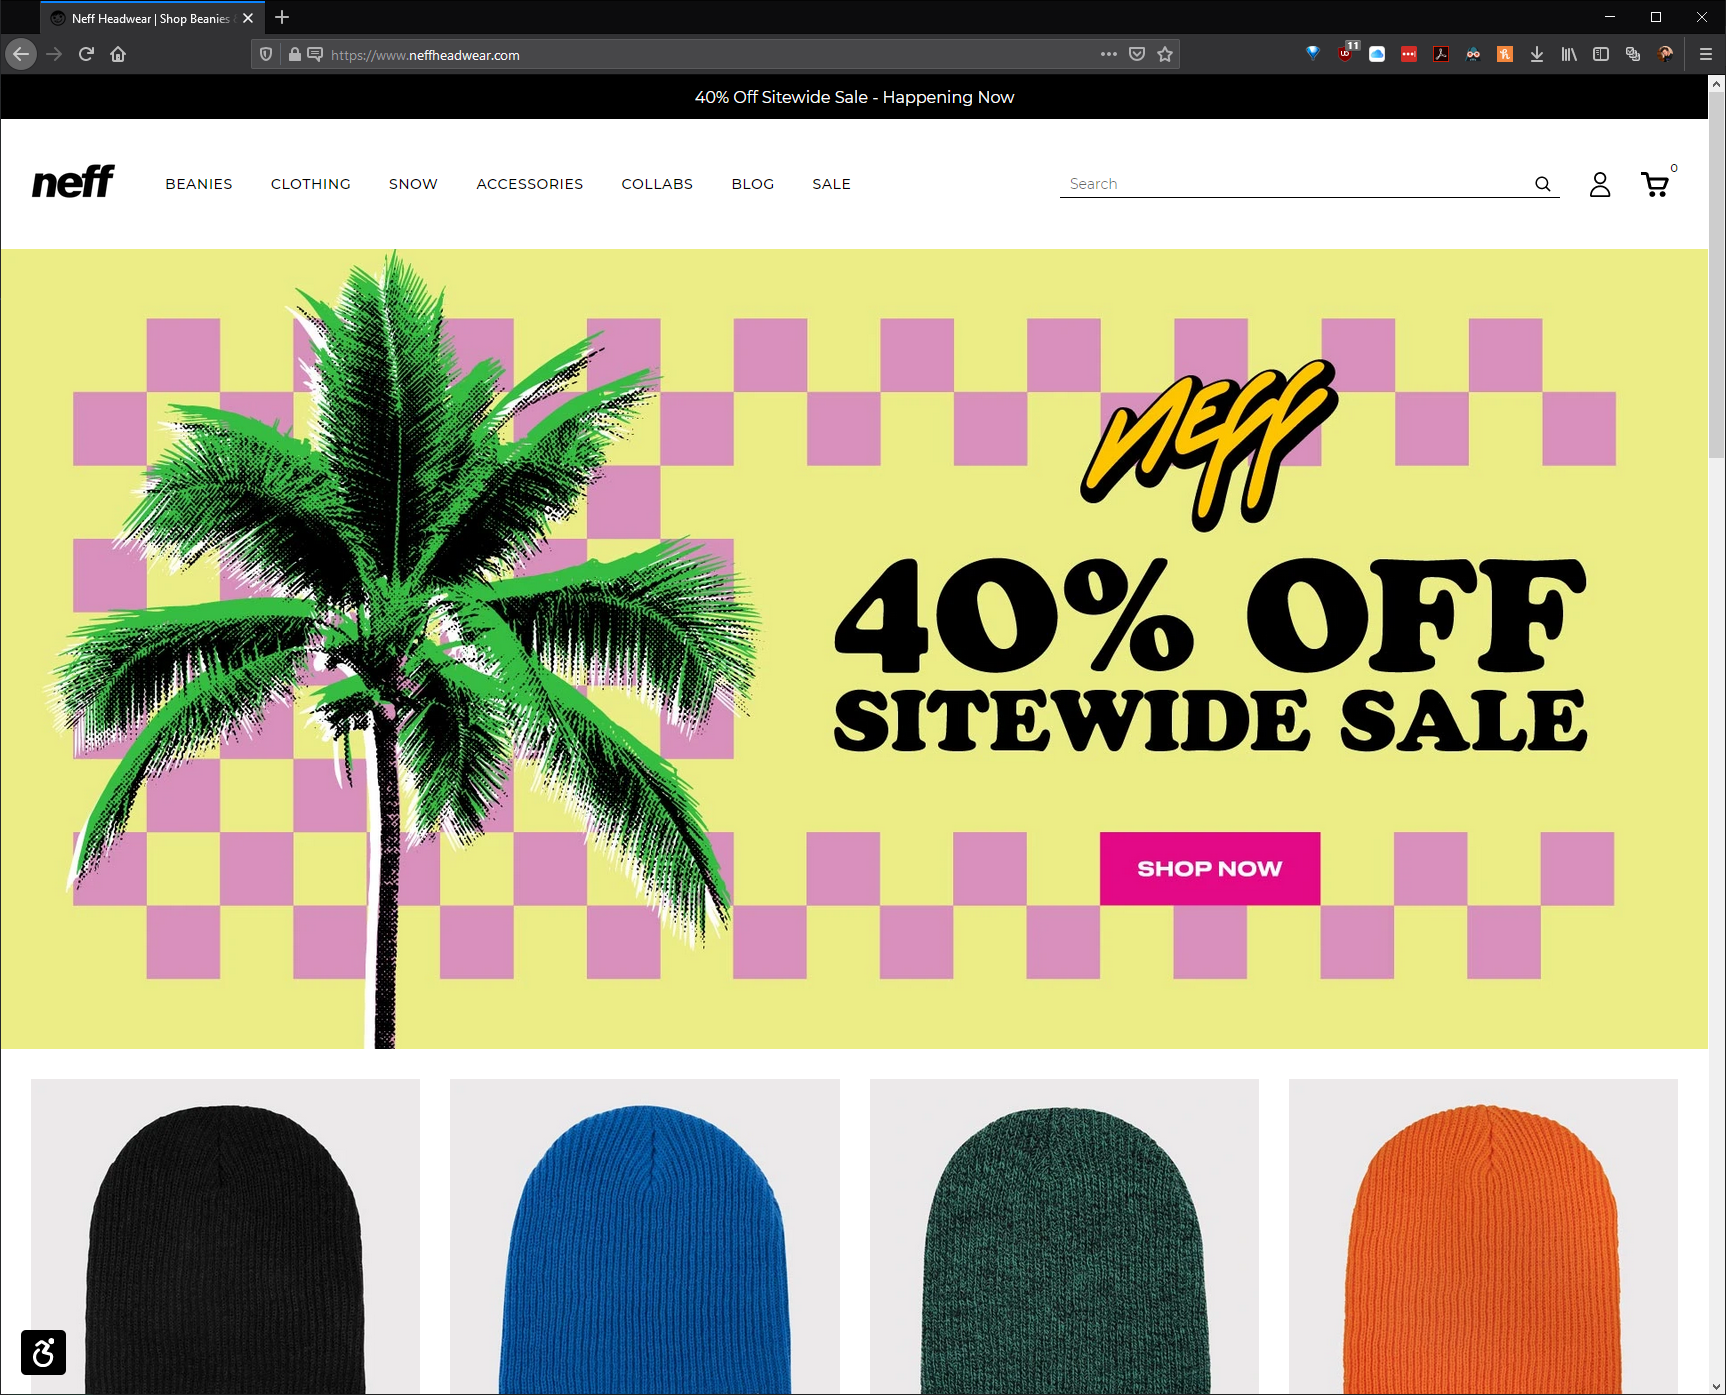 Neff Headwear | Shop Beanies
11
https://www.neffheadwear.com
40% Off Sitewide Sale - Happening Now
neff
BEANIES CLOTHING SNOW ACCESSORIES COLLABS BLOG SALE
Search
0
neff
40% OFF
SITEWIDE SALE
SHOP NOW